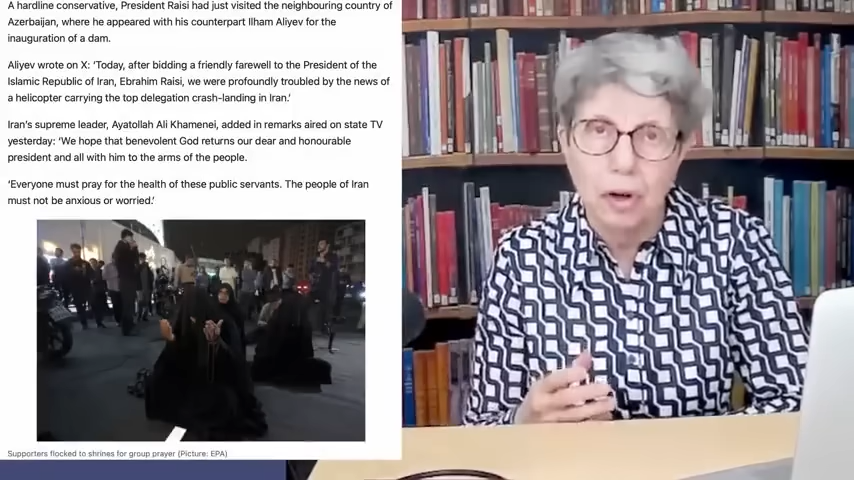 A hardline conservative, President Raisi had just visited the neighbouring country of
Azerbaijan, where he appeared with his counterpart Ilham Aliyev for the
inauguration of a dam.
Aliyev wrote on X: ‘Today, after bidding a friendly farewell to the President of the
Islamic Republic of Iran, Ebrahim Raisi, we were profoundly troubled by the news of
a helicopter carrying the top delegation crash-landing in Iran.’
Iran’s supreme leader, Ayatollah Ali Khamenei, added in remarks aired on state TV
yesterday: ‘We hope that benevolent God returns our dear and honourable
president and all with him to the arms of the people.
‘Everyone must pray for the health of these public servants. The people of Iran
must not be anxious or worried.’
Supporters flocked to shrines for group prayer (Picture: EPA)